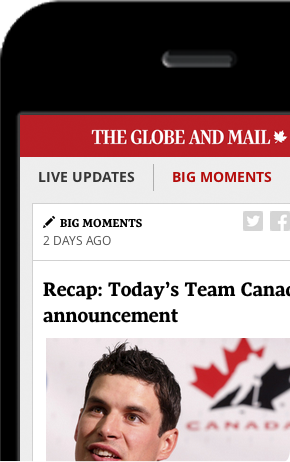 THE GLOBE AND MAIL
LIVE UPDATES BIG MOMENTS
BIG MOMENTS
2 DAYS AGO
Recap: Today's Team Canad
announcement
CANADA